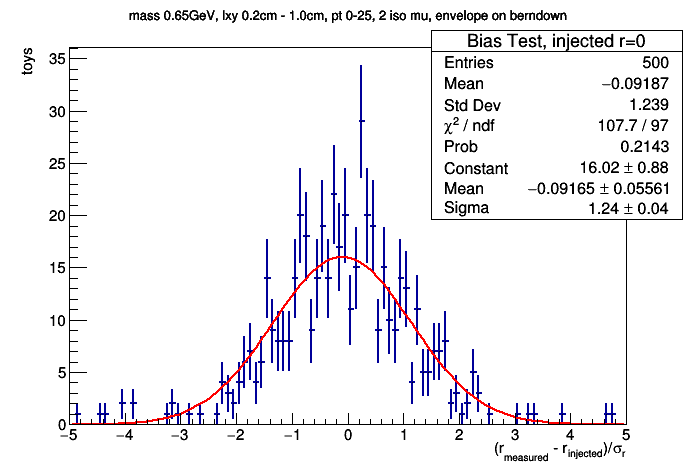 mass 0.65GeV, lxy 0.2cm - 1.0cm, pt 0-25, 2 iso mu, envelope on berndown
Bias Test, injected r=0
Entries 500
Mean −0.09187
Std Dev 1.239
χ² / ndf 107.7 / 97
Prob 0.2143
Constant 16.02 ± 0.88
Mean −0.09165 ± 0.05561
Sigma 1.24 ± 0.04
toys
35
30
25
20
15
10
5
0
−5 −4 −3 −2 −1 0 1 2 3 4 5
(r_measured - r_injected)/σ_r